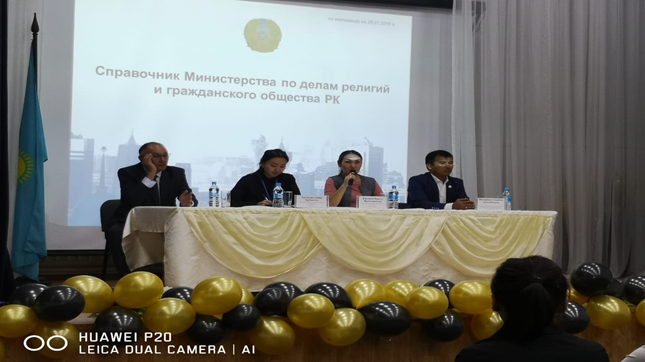 Справочник Министерства по делам религий
и гражданского общества РК
HUAWEI P20
LEICA DUAL CAMERA | AI